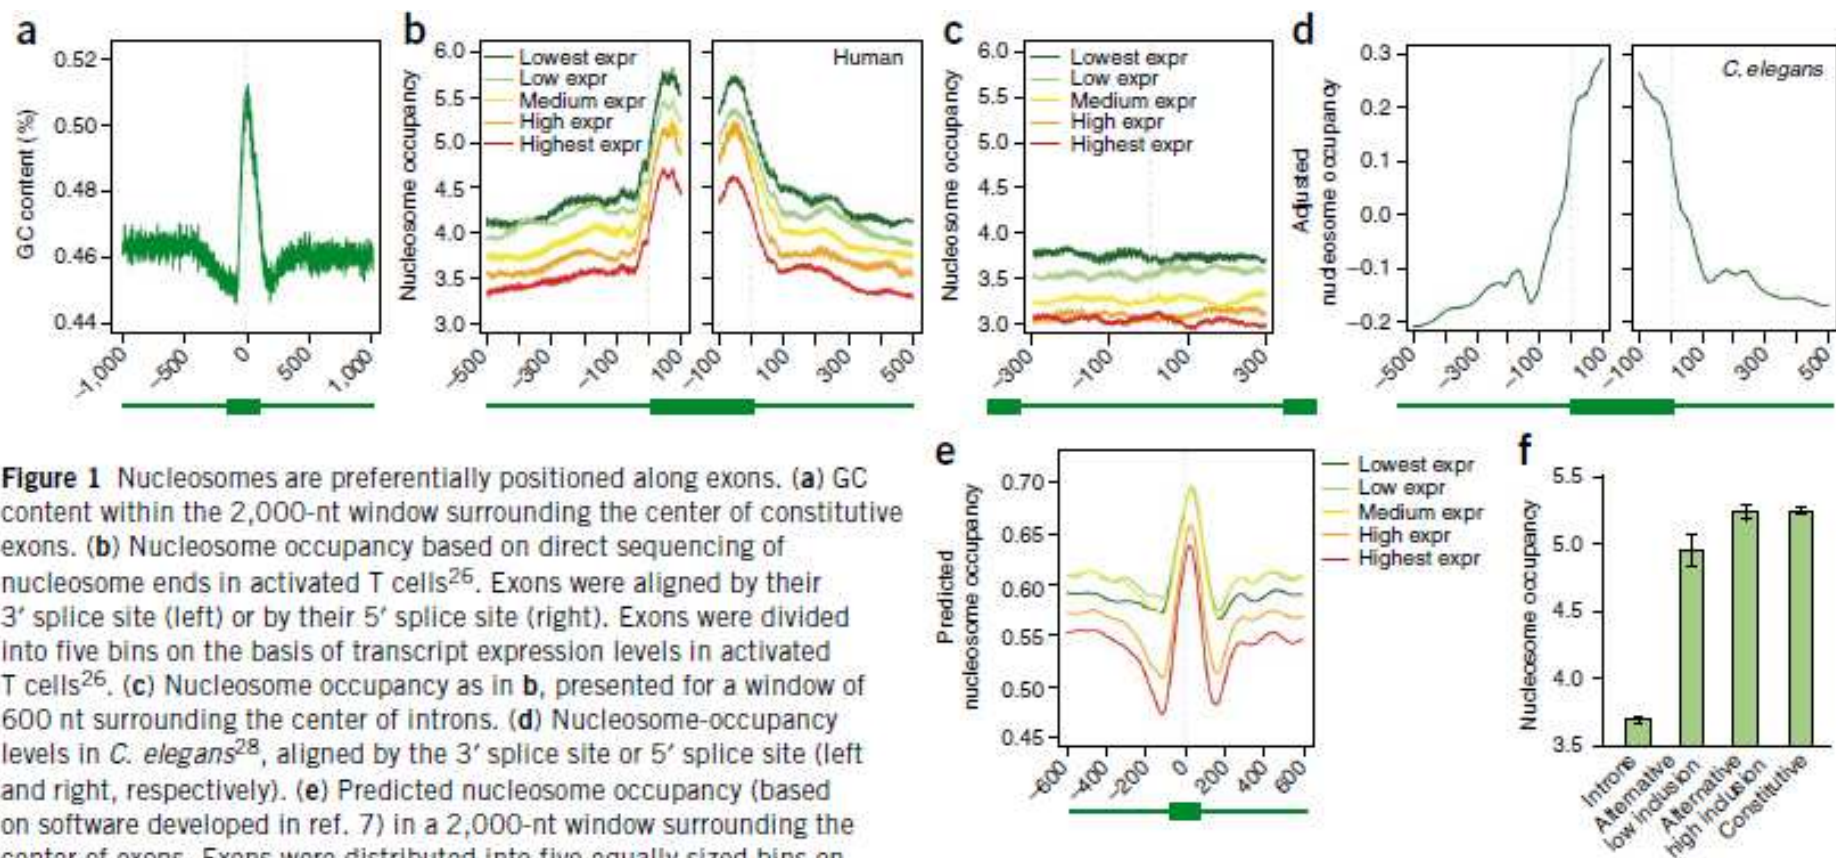 a
GC content (%)
0.52
0.50
0.48
0.46
0.44
–1,000
–500
0
500
1,000
b
Nucleosome occupancy
6.0
5.5
5.0
4.5
4.0
3.5
3.0
Lowest expr
Low expr
Medium expr
High expr
Highest expr
Human
–500
–300
–100
100
–100
100
300
500
c
Nucleosome occupancy
6.0
5.5
5.0
4.5
4.0
3.5
3.0
Lowest expr
Low expr
Medium expr
High expr
Highest expr
–300
–100
100
300
d
Adjusted
nucleosome occupancy
0.3
0.2
0.1
0.0
–0.1
–0.2
C. elegans
–500
–300
–100
100
–100
100
300
500
Figure 1 Nucleosomes are preferentially positioned along exons. (a) GC
content within the 2,000-nt window surrounding the center of constitutive
exons. (b) Nucleosome occupancy based on direct sequencing of
nucleosome ends in activated T cells26. Exons were aligned by their
3′ splice site (left) or by their 5′ splice site (right). Exons were divided
into five bins on the basis of transcript expression levels in activated
T cells26. (c) Nucleosome occupancy as in b, presented for a window of
600 nt surrounding the center of introns. (d) Nucleosome-occupancy
levels in C. elegans28, aligned by the 3′ splice site or 5′ splice site (left
and right, respectively). (e) Predicted nucleosome occupancy (based
on software developed in ref. 7) in a 2,000-nt window surrounding the
center of exons. Exons were distributed into five equally sized bins on
e
Predicted
nucleosome occupancy
0.70
0.65
0.60
0.55
0.50
0.45
–600
–400
–200
0
200
400
600
Lowest expr
Low expr
Medium expr
High expr
Highest expr
f
Nucleosome occupancy
5.5
5.0
4.5
4.0
3.5
Introns
Alternative
low inclusion
Alternative
high inclusion
Constitutive